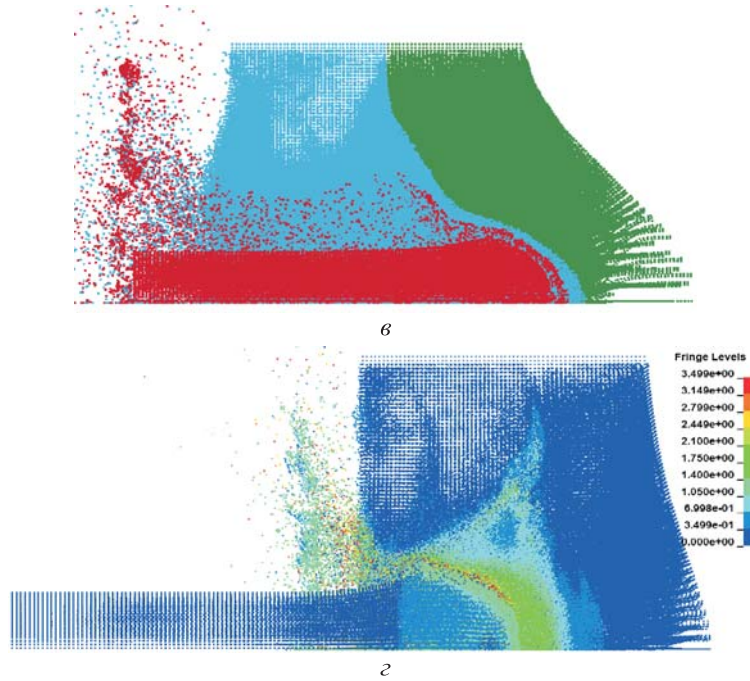 в
Fringe Levels
3.499e+00
3.149e+00
2.799e+00
2.449e+00
2.100e+00
1.750e+00
1.400e+00
1.050e+00
6.998e-01
3.499e-01
0.000e+00
г